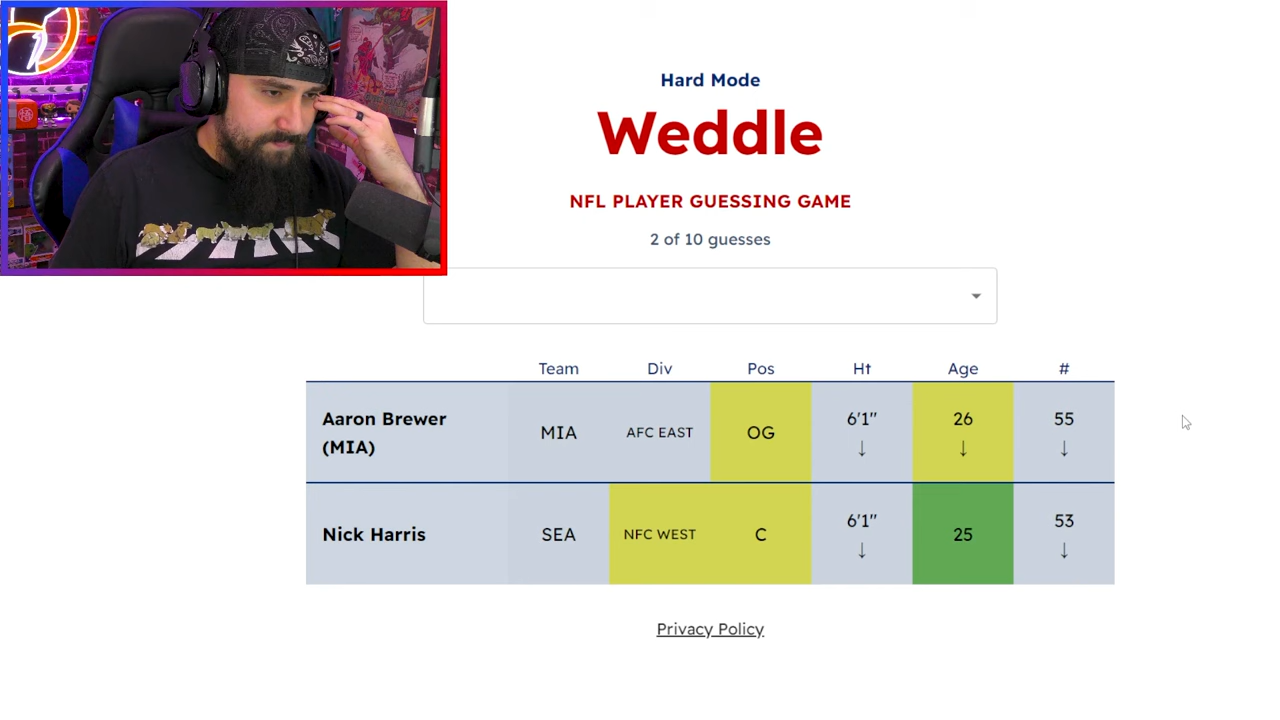 Hard Mode
Weddle
NFL PLAYER GUESSING GAME
2 of 10 guesses
Team Div Pos Ht Age #
Aaron Brewer (MIA) MIA AFC EAST OG 6'1" ↓ 26 ↓ 55 ↓
Nick Harris SEA NFC WEST C 6'1" ↓ 25 53 ↓
Privacy Policy